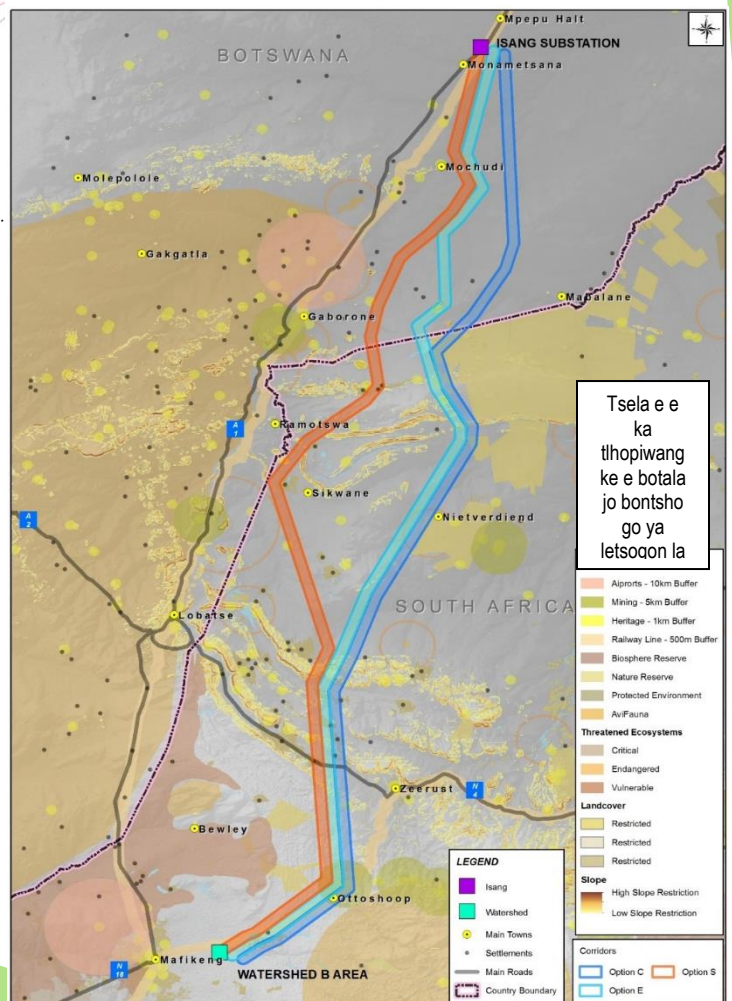 Mpepu Halt
ISANG SUBSTATION
BOTSWANA
Monametsana
Molepolole
Mochudi
Gakgatla
Mabalane
Gaborone
Tsela e e
ka
tlhopiwang
ke e botala
jo bontsho
go ya
letsogon la
A
1
Ramotswa
Sikwane
A
2
Nietverdiend
SOUTH AFRICA
Lobatse
Airprorts - 10km Buffer
Mining - 5km Buffer
Heritage - 1km Buffer
Railway Line - 500m Buffer
Biosphere Reserve
Nature Reserve
Protected Environment
AviFauna
Threatened Ecosystems
Critical
Endangered
Vulnerable
Landcover
Restricted
Restricted
Restricted
Slope
High Slope Restriction
Low Slope Restriction
Zeerust
N
4
Bewley
Ottoshoop
Mafikeng
N
18
WATERSHED B AREA
LEGEND
Isang
Watershed
Main Towns
Settlements
Main Roads
Country Boundary
Corridors
Option C
Option S
Option E